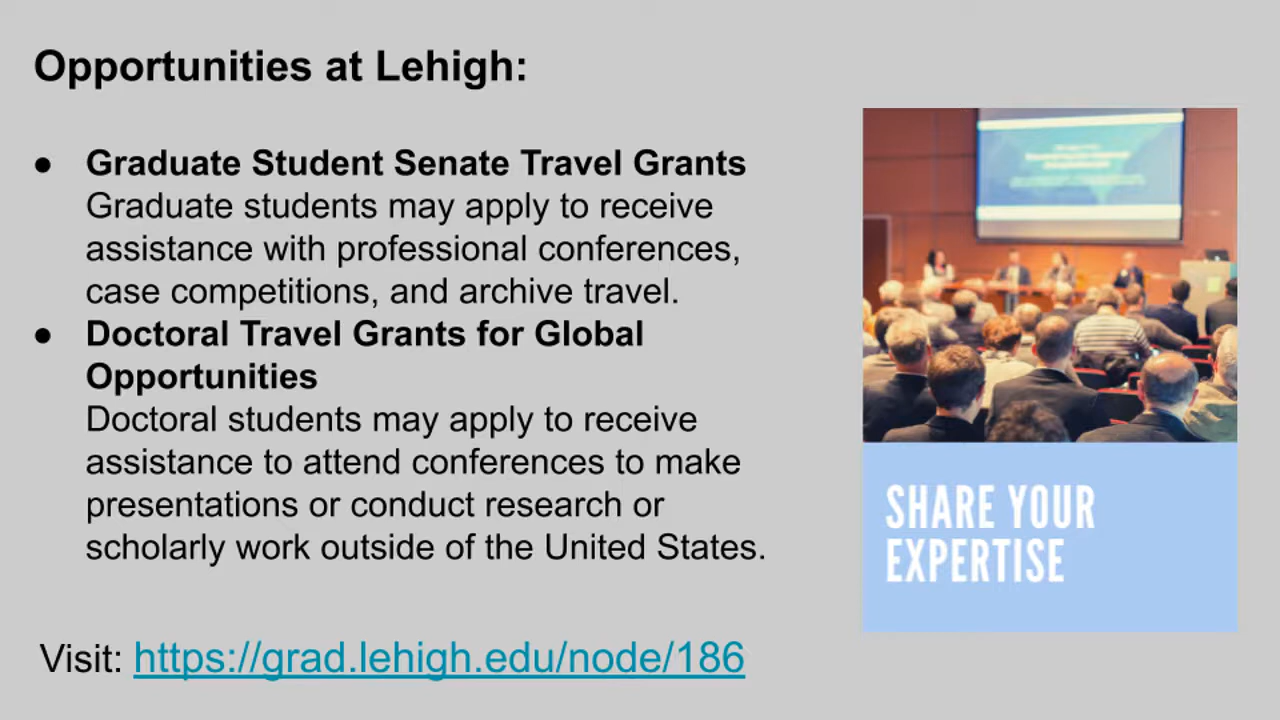 Opportunities at Lehigh:
● Graduate Student Senate Travel Grants
Graduate students may apply to receive
assistance with professional conferences,
case competitions, and archive travel.
● Doctoral Travel Grants for Global
Opportunities
Doctoral students may apply to receive
assistance to attend conferences to make
presentations or conduct research or
scholarly work outside of the United States.
SHARE YOUR
EXPERTISE
Visit: https://grad.lehigh.edu/node/186